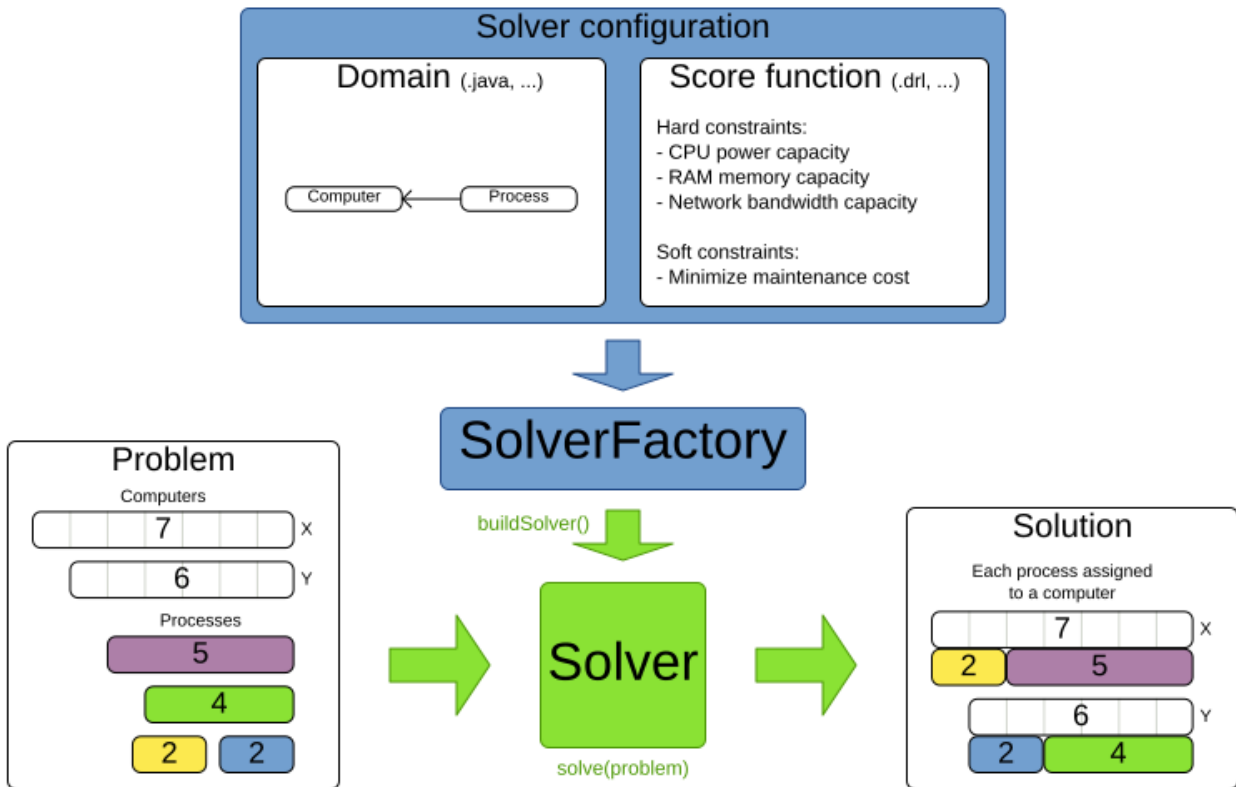 Solver configuration
Domain (.java, ...)
Computer
Process
Score function (.drl, ...)
Hard constraints:
- CPU power capacity
- RAM memory capacity
- Network bandwidth capacity
Soft constraints:
- Minimize maintenance cost
SolverFactory
buildSolver()
Problem
Computers
7 X
6 Y
Processes
5
4
2 2
Solver
solve(problem)
Solution
Each process assigned
to a computer
7 X
2 5
6 Y
2 4